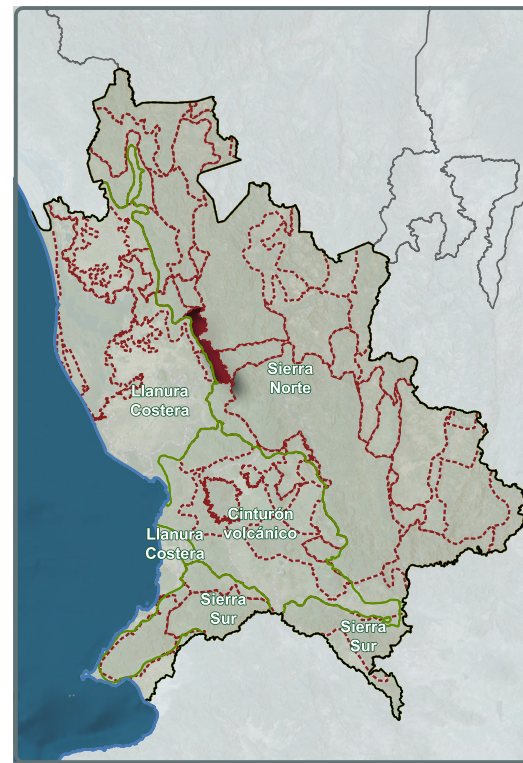 Sierra
Norte
Llanura
Costera
Cinturón
volcánico
Llanura
Costera
Sierra
Sur
Sierra
Sur